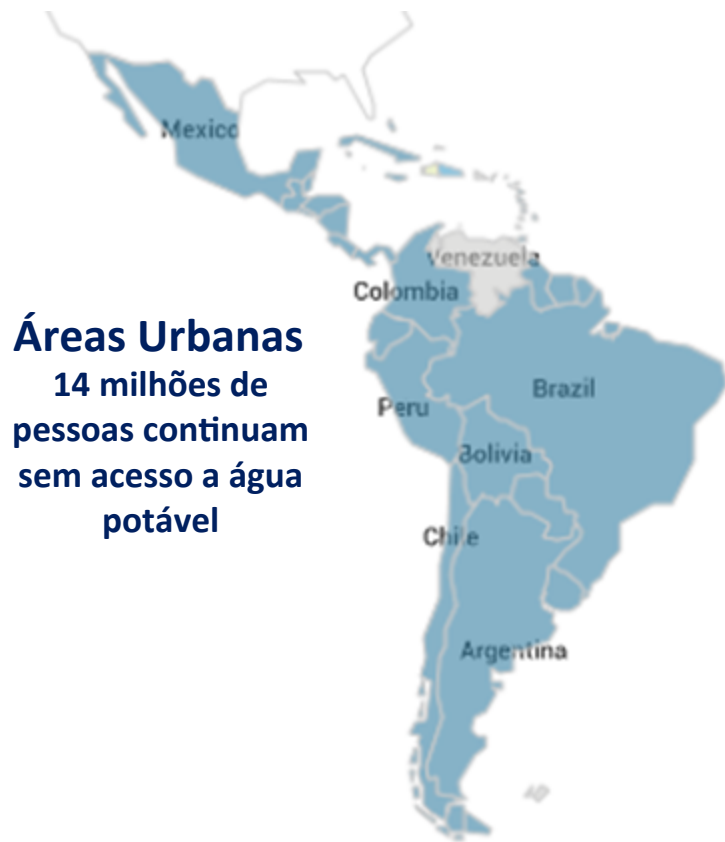 Mexico
Venezuela
Colombia
Áreas Urbanas
14 milhões de
pessoas continuam
sem acesso a água
potável
Brazil
Peru
Bolivia
Chile
Argentina